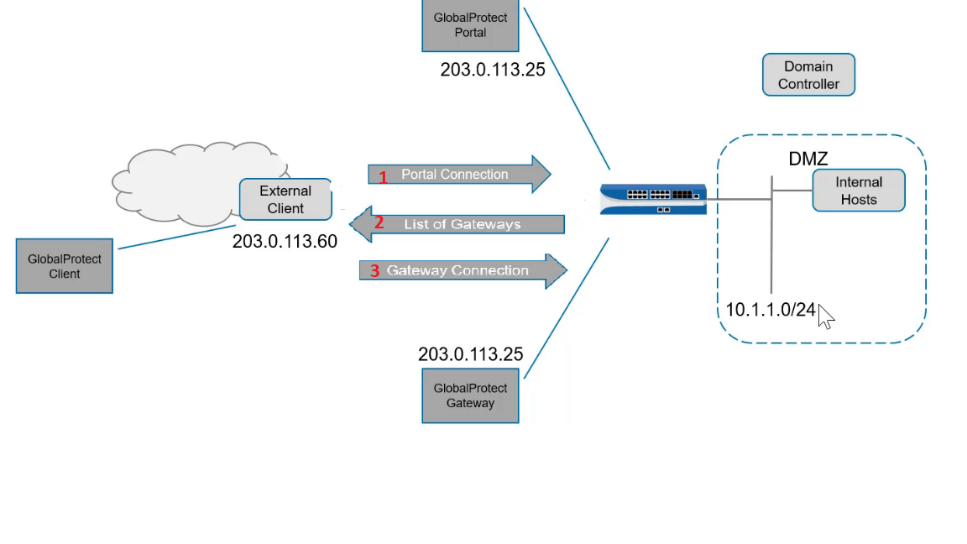 GlobalProtect
Portal
203.0.113.25
Domain
Controller
DMZ
Internal
Hosts
1 Portal Connection
External
Client
2 List of Gateways
203.0.113.60
GlobalProtect
Client
3 Gateway Connection
10.1.1.0/24
203.0.113.25
GlobalProtect
Gateway